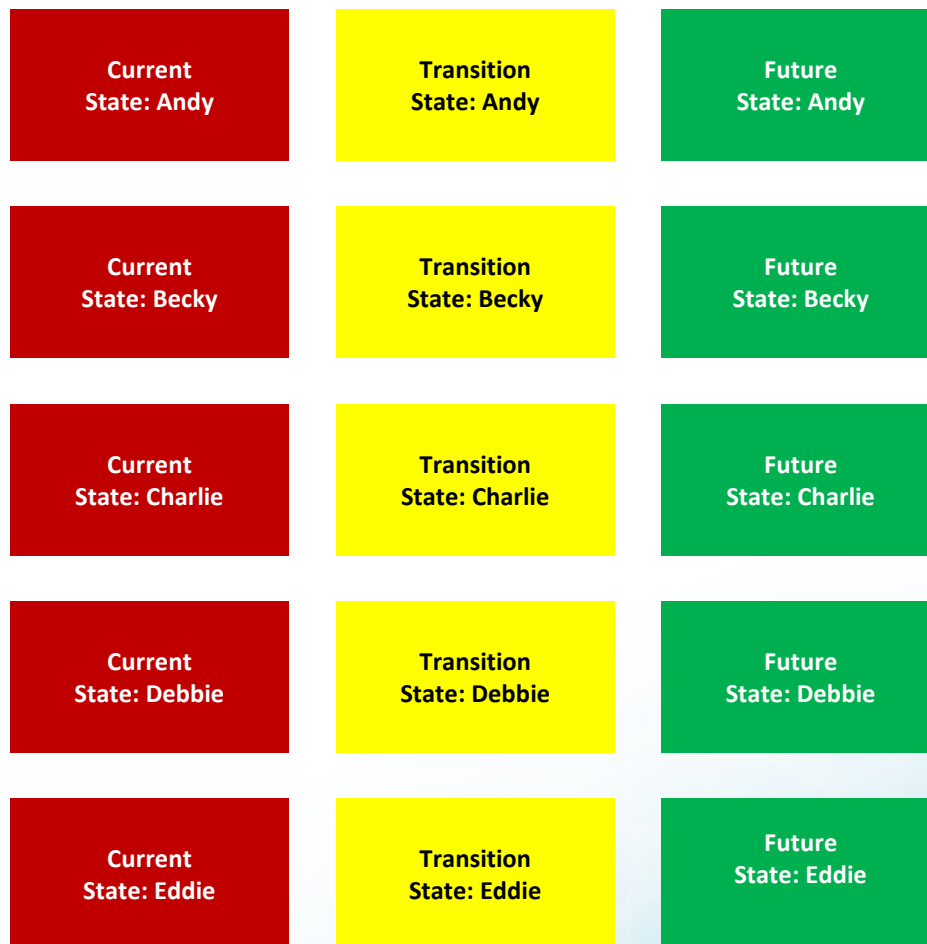 Current
State: Andy
Transition
State: Andy
Future
State: Andy
Current
State: Becky
Transition
State: Becky
Future
State: Becky
Current
State: Charlie
Transition
State: Charlie
Future
State: Charlie
Current
State: Debbie
Transition
State: Debbie
Future
State: Debbie
Current
State: Eddie
Transition
State: Eddie
Future
State: Eddie